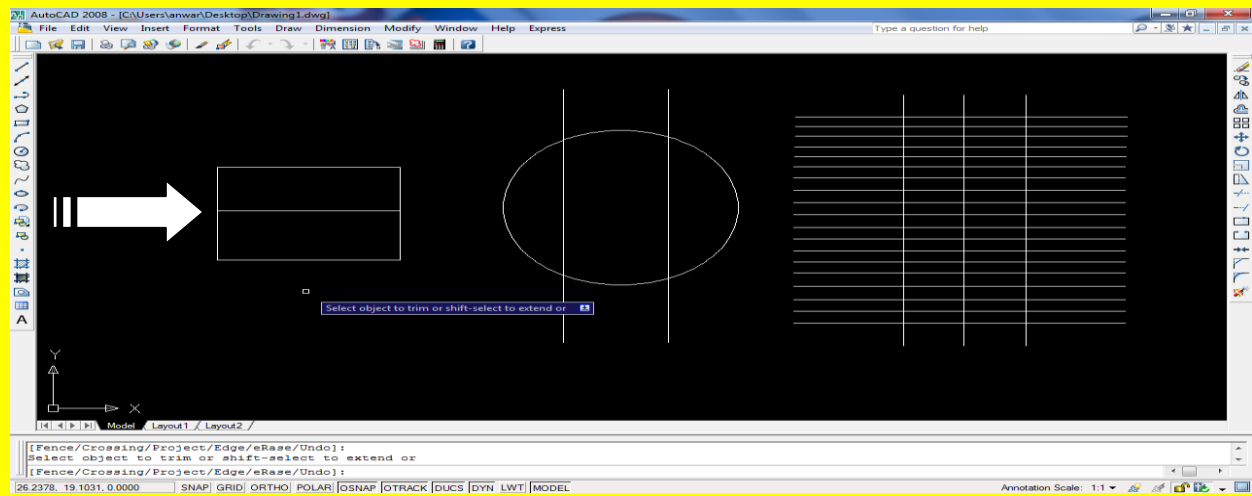 AutoCAD 2008 - [C:\Users\anwar\Desktop\Drawing1.dwg]
File Edit View Insert Format Tools Draw Dimension Modify Window Help Express
Type a question for help
A
Select object to trim or shift-select to extend or
Y
X
Model Layout1 Layout2
[Fence/Crossing/Project/Edge/eRase/Undo]:
Select object to trim or shift-select to extend or
[Fence/Crossing/Project/Edge/eRase/Undo]:
26.2378, 19.1031, 0.0000 SNAP GRID ORTHO POLAR OSNAP OTRACK DUCS DYN LWT MODEL Annotation Scale: 1:1